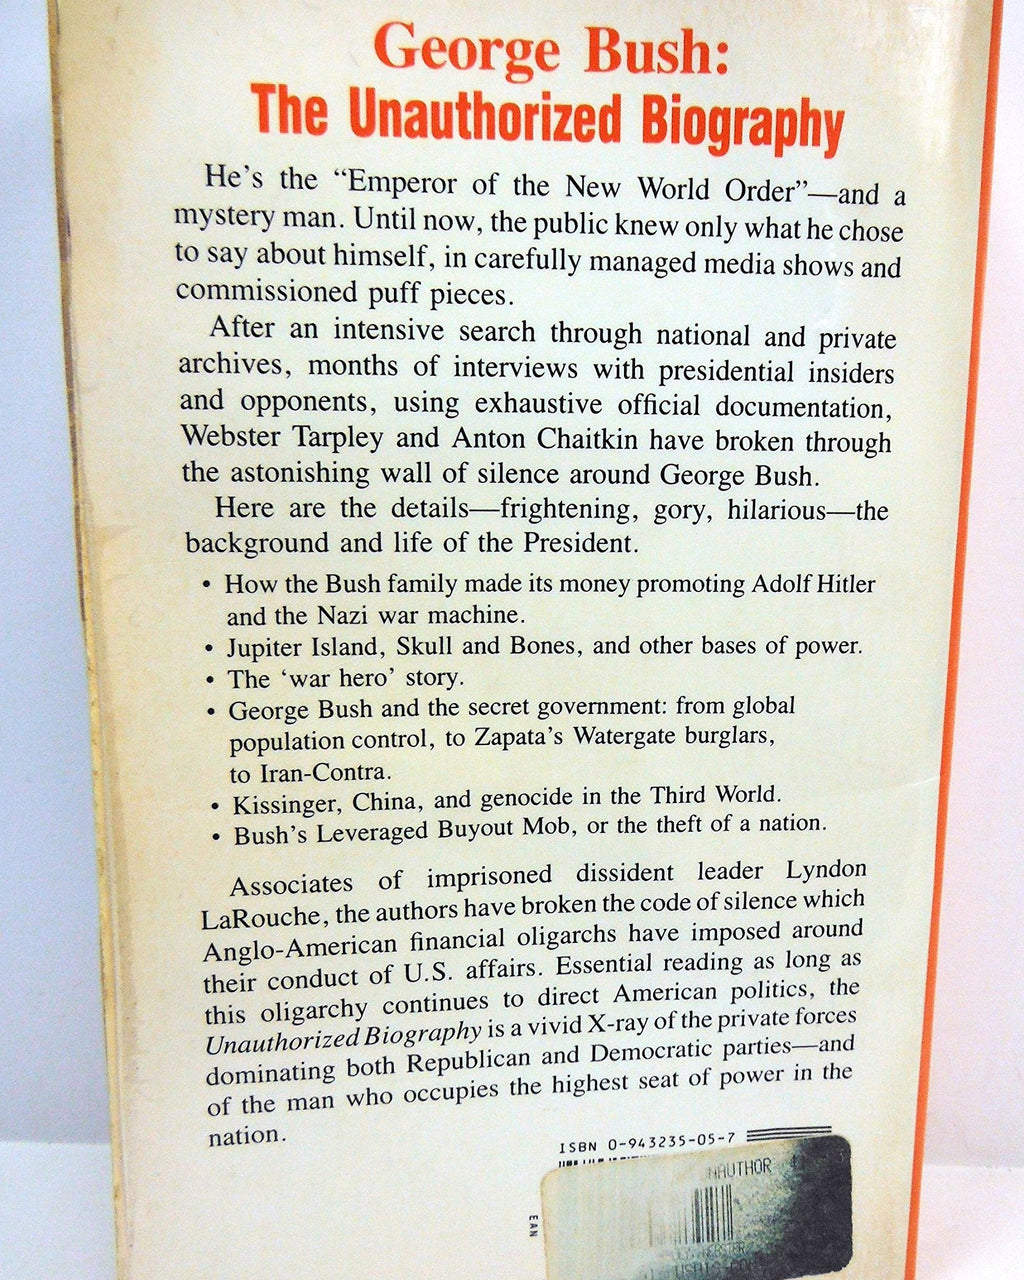 George Bush:
The Unauthorized Biography
He's the “Emperor of the New World Order”—and a
mystery man. Until now, the public knew only what he chose
to say about himself, in carefully managed media shows and
commissioned puff pieces.
After an intensive search through national and private
archives, months of interviews with presidential insiders
and opponents, using exhaustive official documentation,
Webster Tarpley and Anton Chaitkin have broken through
the astonishing wall of silence around George Bush.
Here are the details—frightening, gory, hilarious—the
background and life of the President.
• How the Bush family made its money promoting Adolf Hitler
and the Nazi war machine.
• Jupiter Island, Skull and Bones, and other bases of power.
• The ‘war hero’ story.
• George Bush and the secret government: from global
population control, to Zapata's Watergate burglars,
to Iran-Contra.
• Kissinger, China, and genocide in the Third World.
• Bush's Leveraged Buyout Mob, or the theft of a nation.
Associates of imprisoned dissident leader Lyndon
LaRouche, the authors have broken the code of silence which
Anglo-American financial oligarchs have imposed around
their conduct of U.S. affairs. Essential reading as long as
this oligarchy continues to direct American politics, the
Unauthorized Biography is a vivid X-ray of the private forces
dominating both Republican and Democratic parties—and
of the man who occupies the highest seat of power in the
nation.
ISBN 0-943235-05-7
EAN